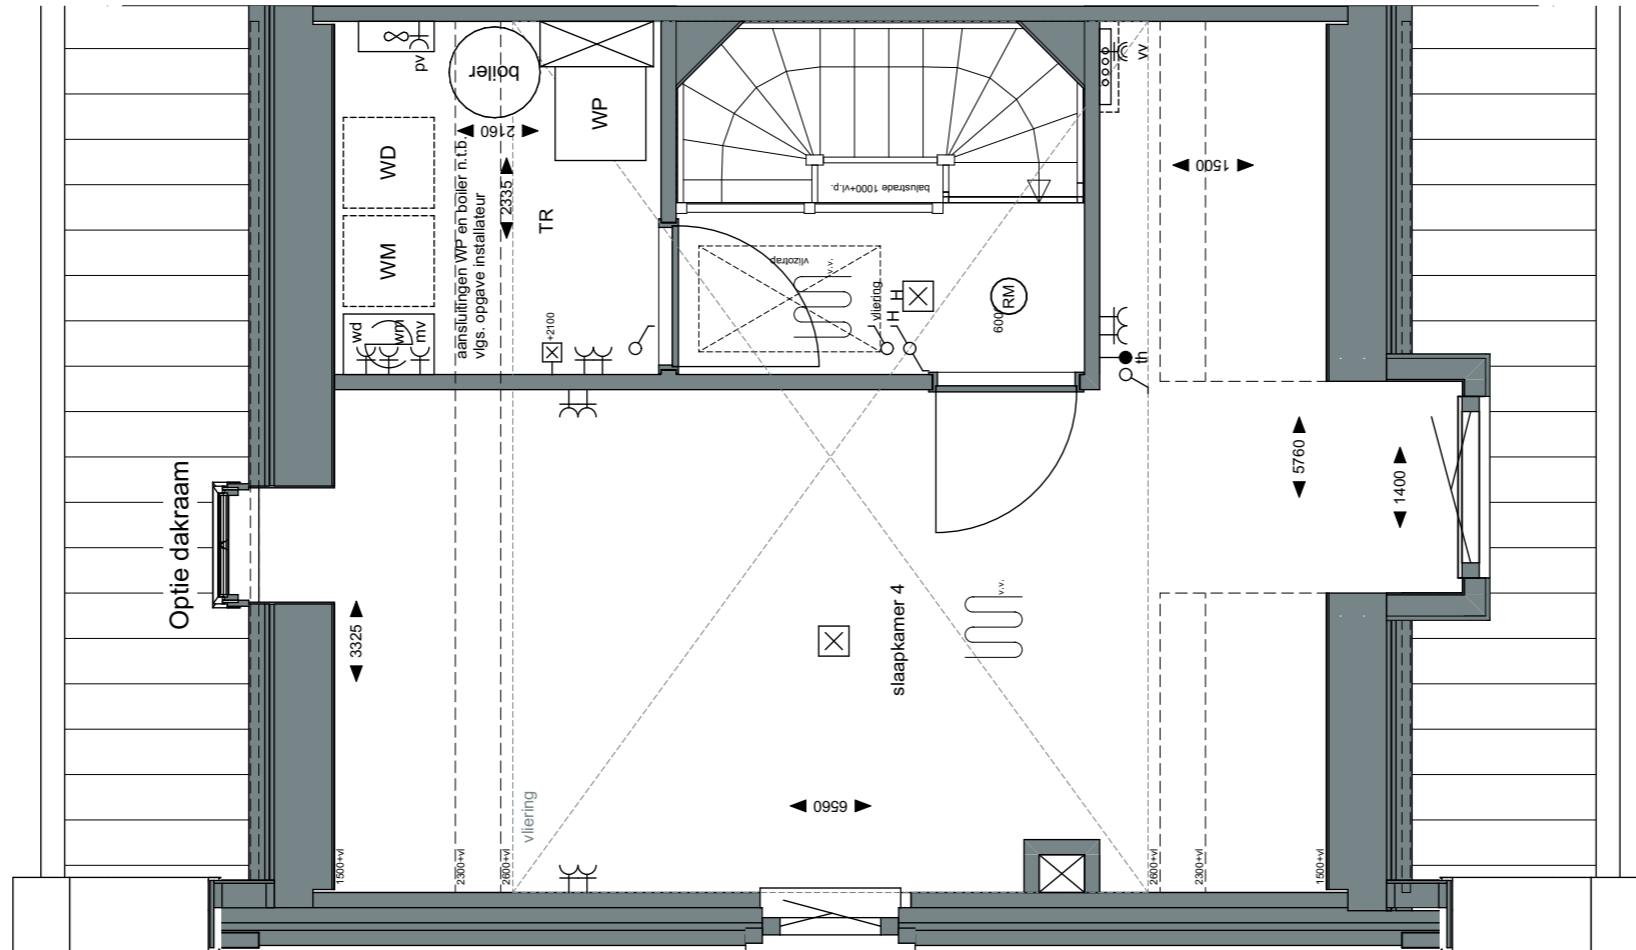 pv
boiler
WP
2160
WD
WM
aansluitingen WP en boiler n.t.b.
vlgs. opgave installateur
2335
TR
wd
wm
mv
+2100
balustrade 1000+vl.p.
vlizotrap
v.v.
vliering
H
H
RM
600
vv
1500
th
5760
1400
Optie dakraam
3325
slaapkamer 4
v.v.
vliering
6560
1500+vl
2300+vl
2600+vl
2600+vl
2300+vl
1500+vl